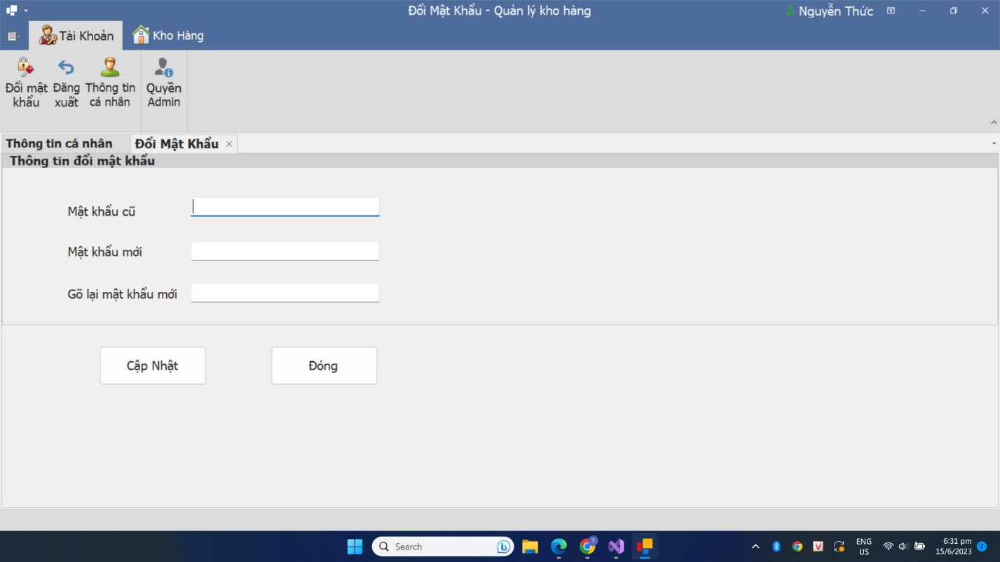 Đổi Mật Khẩu - Quản lý kho hàng
Nguyễn Thức
Tài Khoản
Kho Hàng
Đổi mật khẩu
Đăng xuất
Thông tin cá nhân
Quyền Admin
Thông tin cá nhân
Đổi Mật Khẩu
Thông tin đổi mật khẩu
Mật khẩu cũ
Mật khẩu mới
Gõ lại mật khẩu mới
Cập Nhật
Đóng
Search
ENG
US
6:31 pm
15/6/2023
7